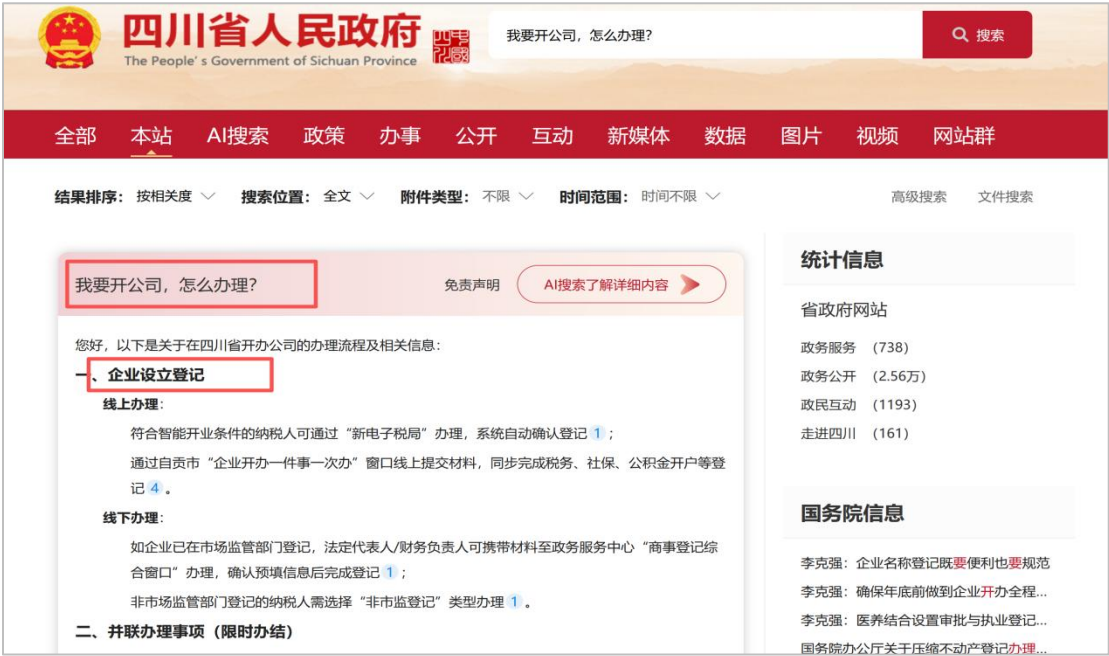 四川省人民政府
The People's Government of Sichuan Province
我要开公司，怎么办理？
搜索
全部 本站 AI搜索 政策 办事 公开 互动 新媒体 数据 图片 视频 网站群
结果排序： 按相关度 搜索位置： 全文 附件类型： 不限 时间范围： 时间不限 高级搜索 文件搜索
我要开公司，怎么办理？ 免责声明 AI搜索了解详细内容
您好，以下是关于在四川省开办公司的办理流程及相关信息：
一、企业设立登记
线上办理：
符合智能开业条件的纳税人可通过“新电子税局”办理，系统自动确认登记 1 ；
通过自贡市“企业开办一件事一次办”窗口线上提交材料，同步完成税务、社保、公积金开户等登
记 4 。
线下办理：
如企业已在市场监管部门登记，法定代表人/财务负责人可携带材料至政务服务中心“商事登记综
合窗口”办理，确认预填信息后完成登记 1 ；
非市场监管部门登记的纳税人需选择“非市监登记”类型办理 1 。
二、并联办理事项（限时办结）
统计信息
省政府网站
政务服务 (738)
政务公开 (2.56万)
政民互动 (1193)
走进四川 (161)
国务院信息
李克强：企业名称登记既要便利也要规范
李克强：确保年底前做到企业开办全程...
李克强：医养结合设置审批与执业登记...
国务院办公厅关于压缩不动产登记办理...